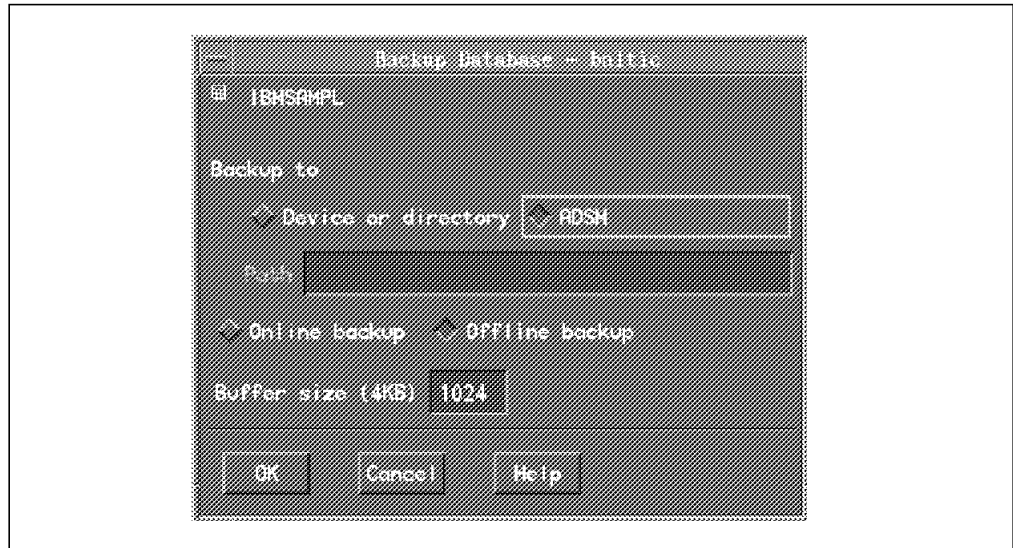 Backup Database - baltic
IBMSAMPL
Backup to
Device or directory ADSM
Path
Online backup Offline backup
Buffer size (4KB) 1024
OK Cancel Help